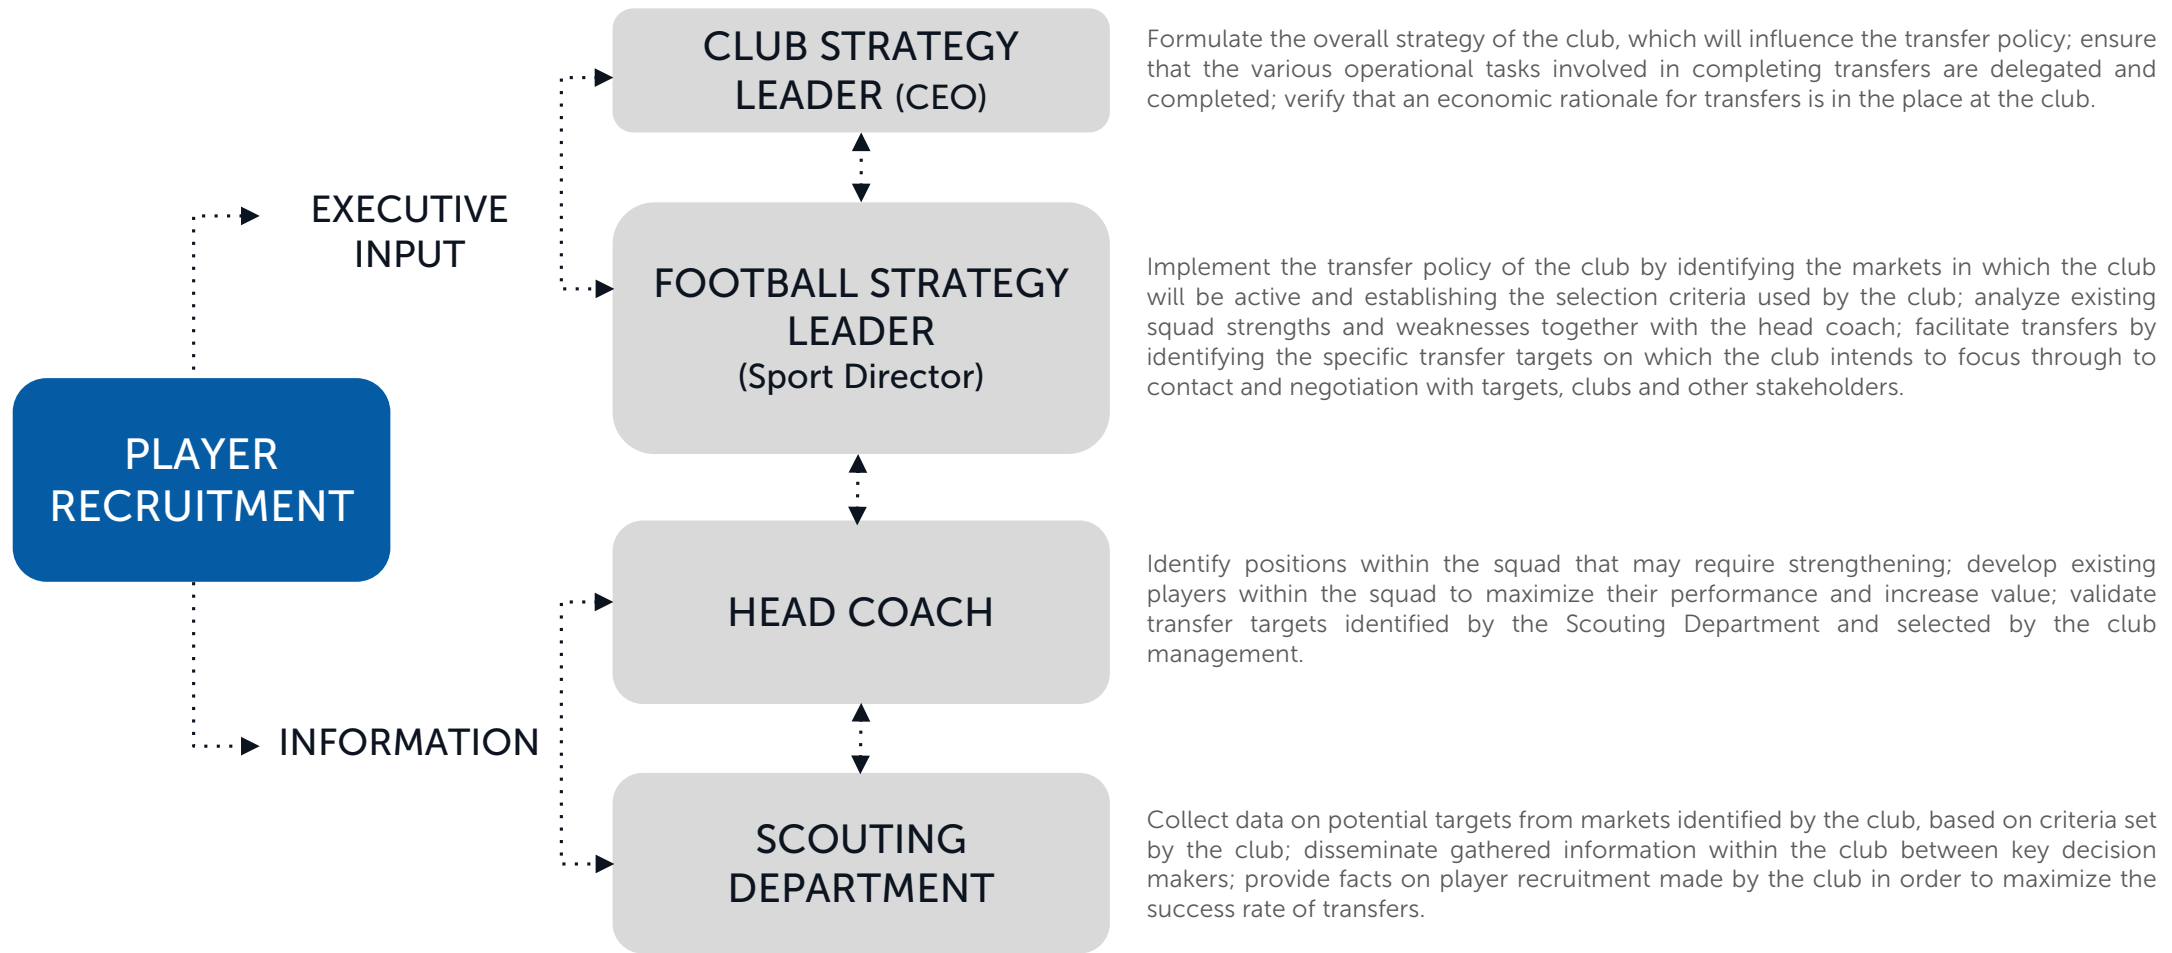 CLUB STRATEGY
LEADER (CEO)
Formulate the overall strategy of the club, which will influence the transfer policy; ensure
that the various operational tasks involved in completing transfers are delegated and
completed; verify that an economic rationale for transfers is in the place at the club.
EXECUTIVE
INPUT
FOOTBALL STRATEGY
LEADER
(Sport Director)
Implement the transfer policy of the club by identifying the markets in which the club
will be active and establishing the selection criteria used by the club; analyze existing
squad strengths and weaknesses together with the head coach; facilitate transfers by
identifying the specific transfer targets on which the club intends to focus through to
contact and negotiation with targets, clubs and other stakeholders.
PLAYER
RECRUITMENT
HEAD COACH
Identify positions within the squad that may require strengthening; develop existing
players within the squad to maximize their performance and increase value; validate
transfer targets identified by the Scouting Department and selected by the club
management.
INFORMATION
SCOUTING
DEPARTMENT
Collect data on potential targets from markets identified by the club, based on criteria set
by the club; disseminate gathered information within the club between key decision
makers; provide facts on player recruitment made by the club in order to maximize the
success rate of transfers.